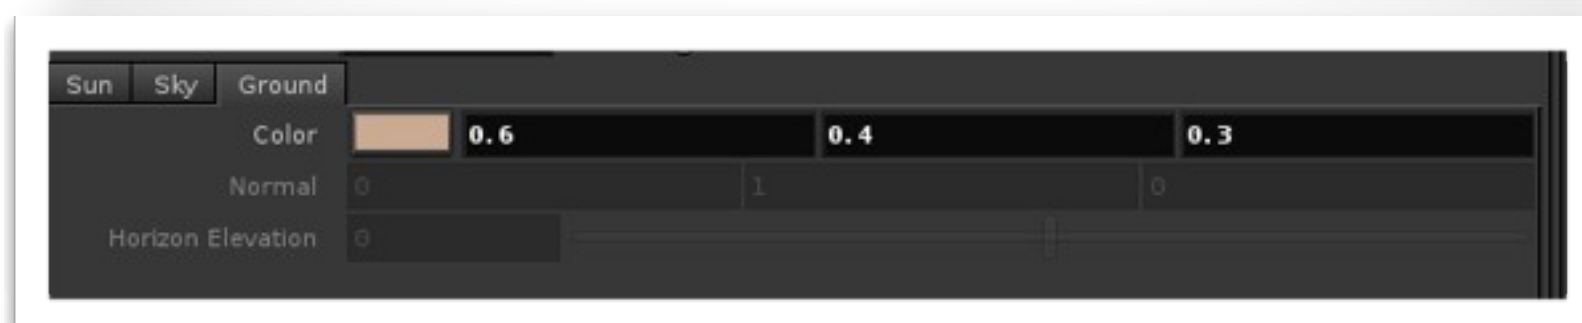 Sun Sky Ground
Color 0.6 0.4 0.3
Normal 0 1 0
Horizon Elevation 0